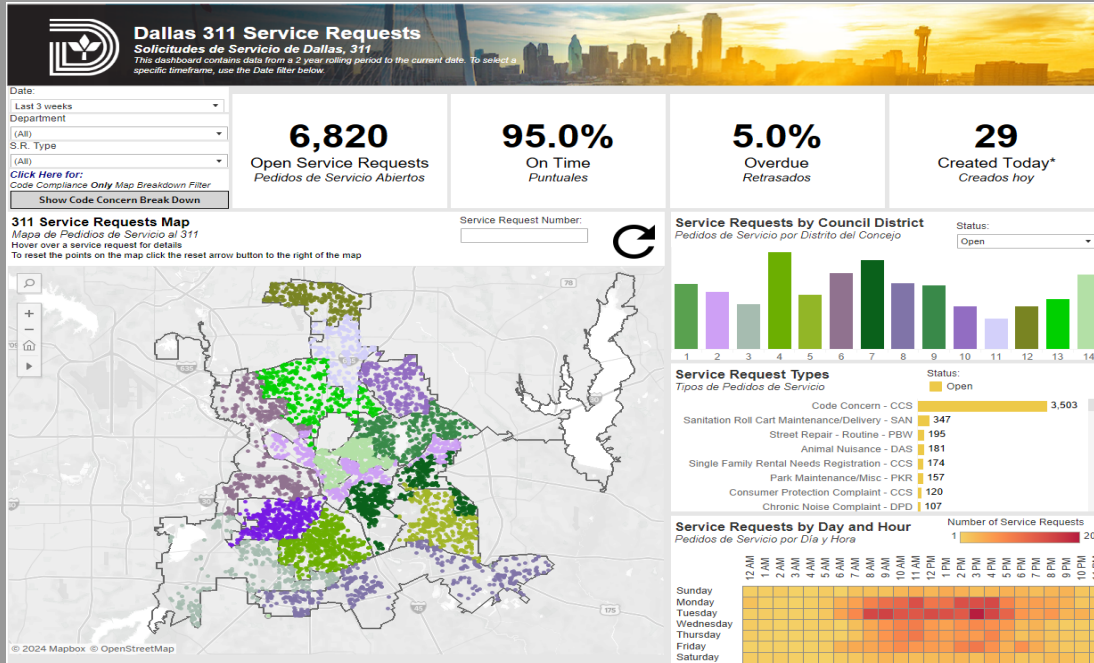 Dallas 311 Service Requests
Solicitudes de Servicio de Dallas, 311
This dashboard contains data from a 2 year rolling period to the current date. To select a
specific timeframe, use the Date filter below.
Date:
Last 3 weeks
Department
(All)
S.R. Type
(All)
Click Here for:
Code Compliance Only Map Breakdown Filter
Show Code Concern Break Down
6,820
Open Service Requests
Pedidos de Servicio Abiertos
95.0%
On Time
Puntuales
5.0%
Overdue
Retrasados
29
Created Today*
Creados hoy
311 Service Requests Map
Mapa de Pedidos de Servicio al 311
Hover over a service request for details
To reset the points on the map click the reset arrow button to the right of the map
Service Request Number:
78
635
635
45
175
© 2024 Mapbox © OpenStreetMap
Service Requests by Council District
Pedidos de Servicio por Distrito del Concejo
Status:
Open
1 2 3 4 5 6 7 8 9 10 11 12 13 14
Service Request Types
Tipos de Pedidos de Servicio
Status:
Open
Code Concern - CCS 3,503
Sanitation Roll Cart Maintenance/Delivery - SAN 347
Street Repair - Routine - PBW 195
Animal Nuisance - DAS 181
Single Family Rental Needs Registration - CCS 174
Park Maintenance/Misc - PKR 157
Consumer Protection Complaint - CCS 120
Chronic Noise Complaint - DPD 107
Service Requests by Day and Hour
Pedidos de Servicio por Día y Hora
Number of Service Requests
1 20
12 AM 1 AM 2 AM 3 AM 4 AM 5 AM 6 AM 7 AM 8 AM 9 AM 10 AM 11 AM 12 PM 1 PM 2 PM 3 PM 4 PM 5 PM 6 PM 7 PM 8 PM 9 PM 10 PM
Sunday
Monday
Tuesday
Wednesday
Thursday
Friday
Saturday